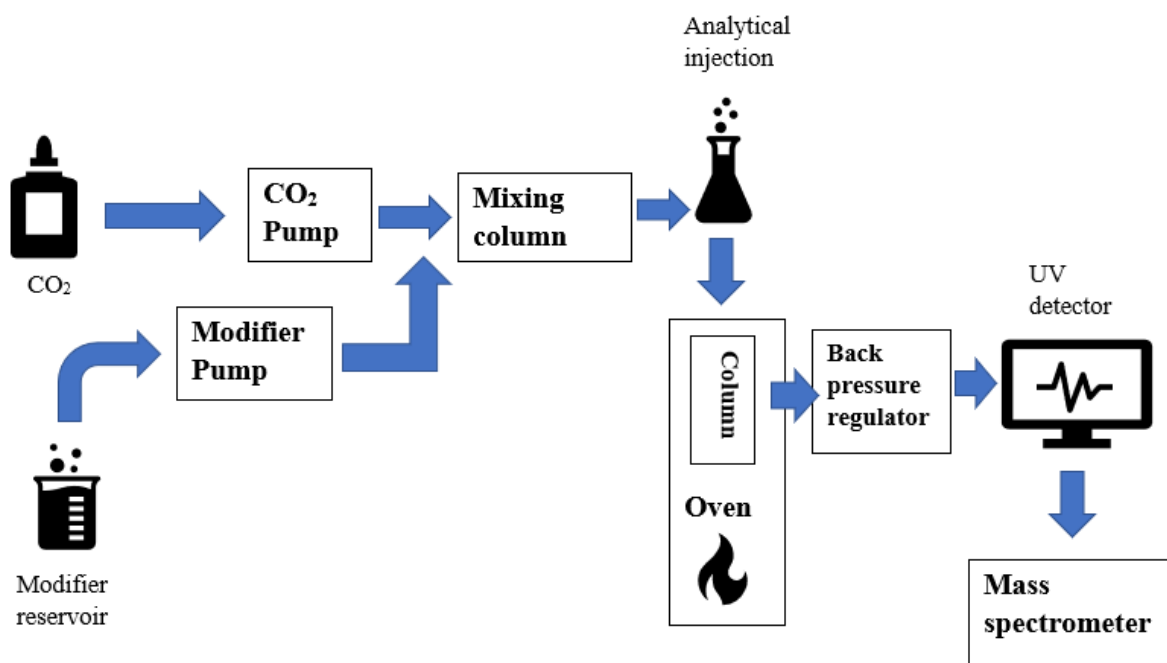 Analytical
injection
CO₂
Pump
Mixing
column
CO₂
Modifier
Pump
Modifier
reservoir
Column
Oven
Back
pressure
regulator
UV
detector
Mass
spectrometer